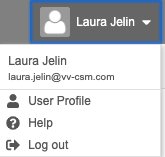 Laura Jelin
Laura Jelin
laura.jelin@vv-csm.com
User Profile
Help
Log out